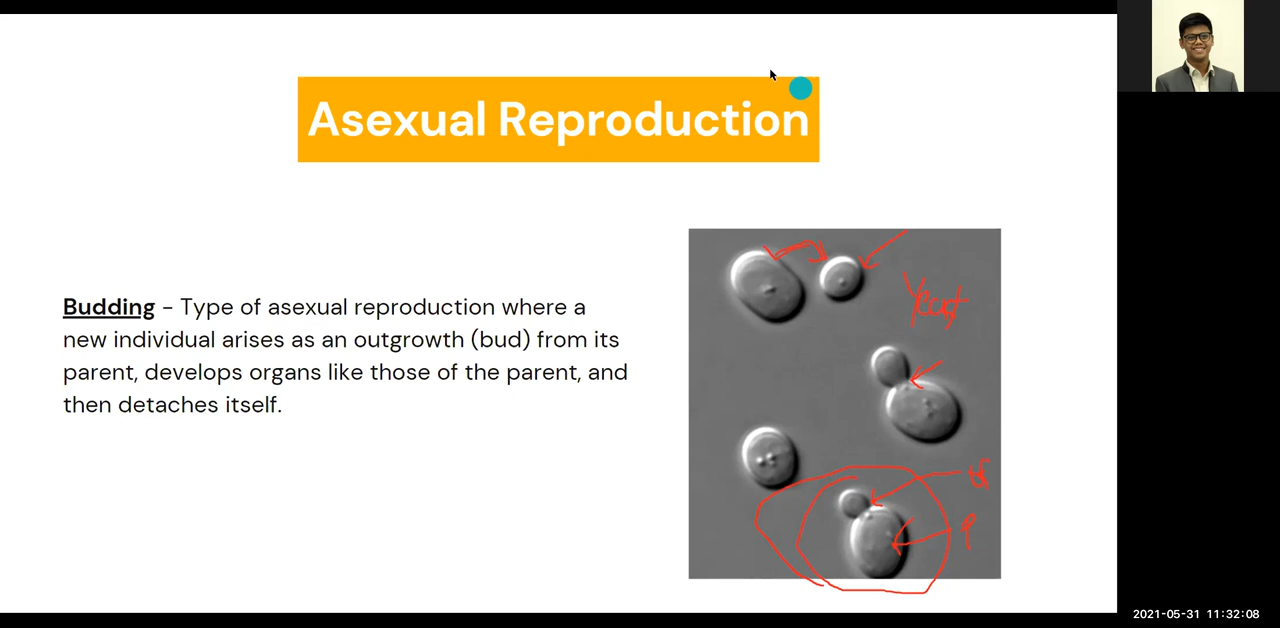 Asexual Reproduction
Budding - Type of asexual reproduction where a
new individual arises as an outgrowth (bud) from its
parent, develops organs like those of the parent, and
then detaches itself.
Yeast
P
2021-05-31 11:32:08